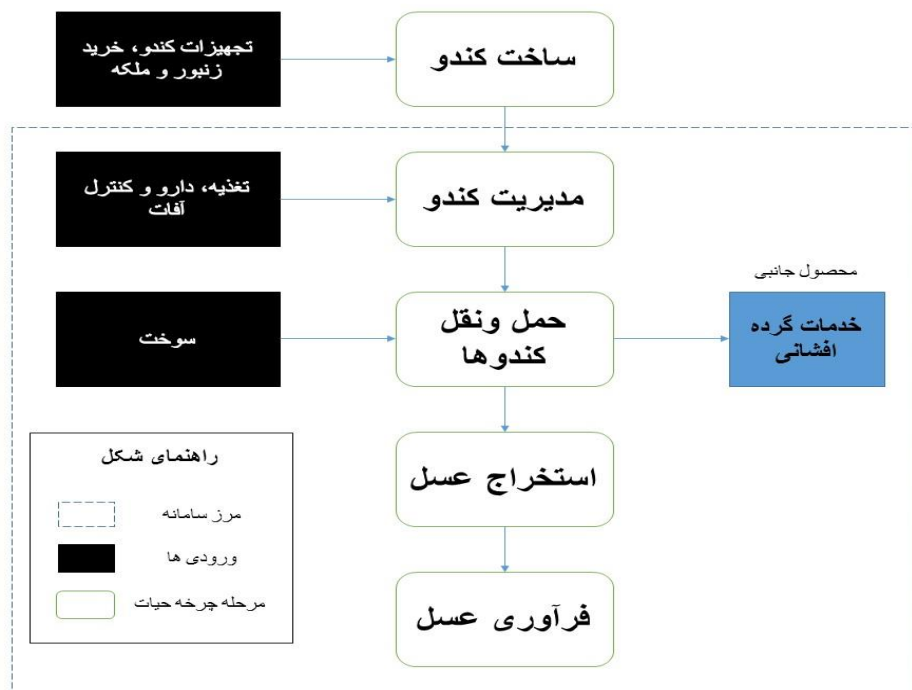 تجهیزات کندو، خرید
زنبور و ملکه
ساخت کندو
تغذیه، دارو و کنترل
آفات
مدیریت کندو
سوخت
حمل ونقل
کندوها
محصول جانبی
خدمات گرده
افشانی
استخراج عسل
فرآوری عسل
راهنمای شکل
مرز سامانه
ورودی ها
مرحله چرخه حیات